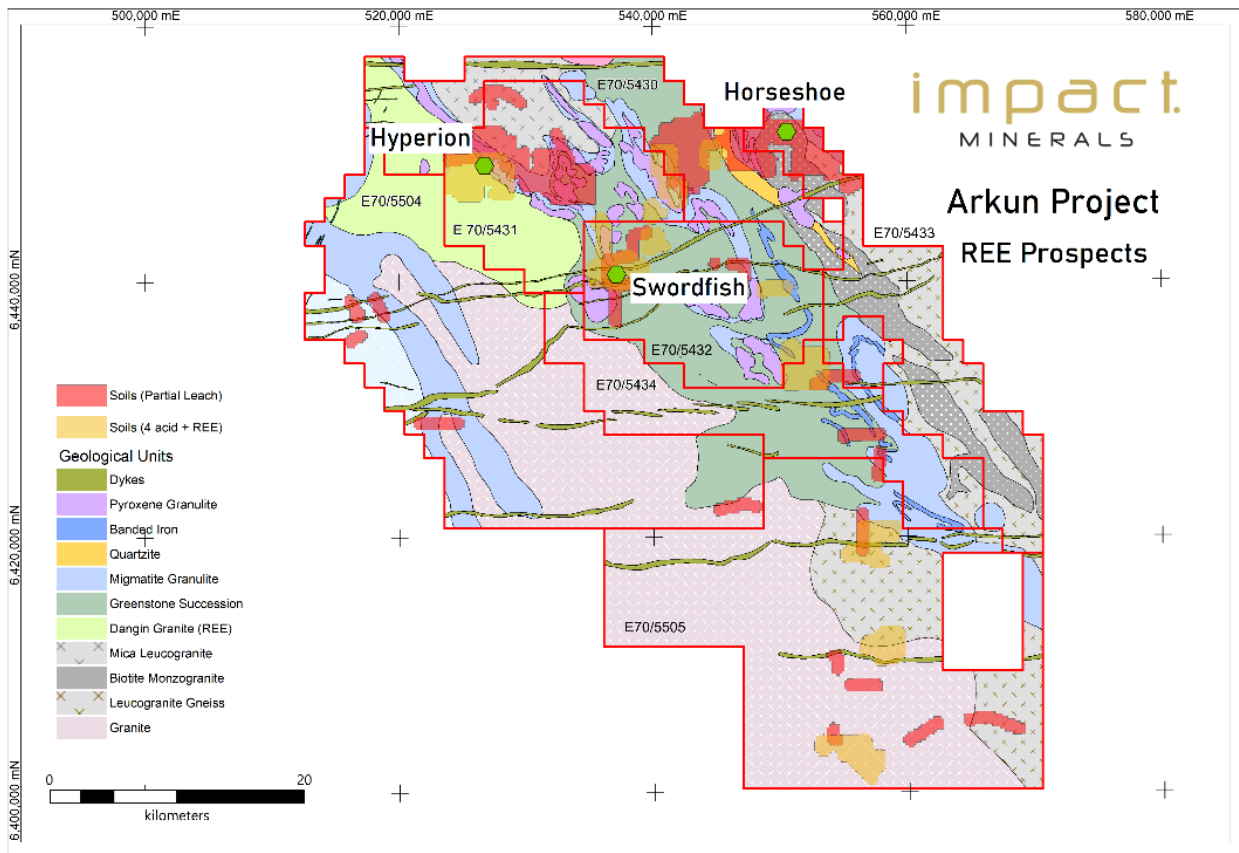 500,000 mE
520,000 mE
540,000 mE
560,000 mE
580,000 mE
impact.
MINERALS
Arkun Project
REE Prospects
Horseshoe
Hyperion
Swordfish
E70/5430
E70/5504
E 70/5431
E70/5433
E70/5432
E70/5434
E70/5505
6,440,000 mN
6,420,000 mN
6,400,000 mN
Soils (Partial Leach)
Soils (4 acid + REE)
Geological Units
Dykes
Pyroxene Granulite
Banded Iron
Quartzite
Migmatite Granulite
Greenstone Succession
Dangin Granite (REE)
Mica Leucogranite
Biotite Monzogranite
Leucogranite Gneiss
Granite
0
20
kilometers